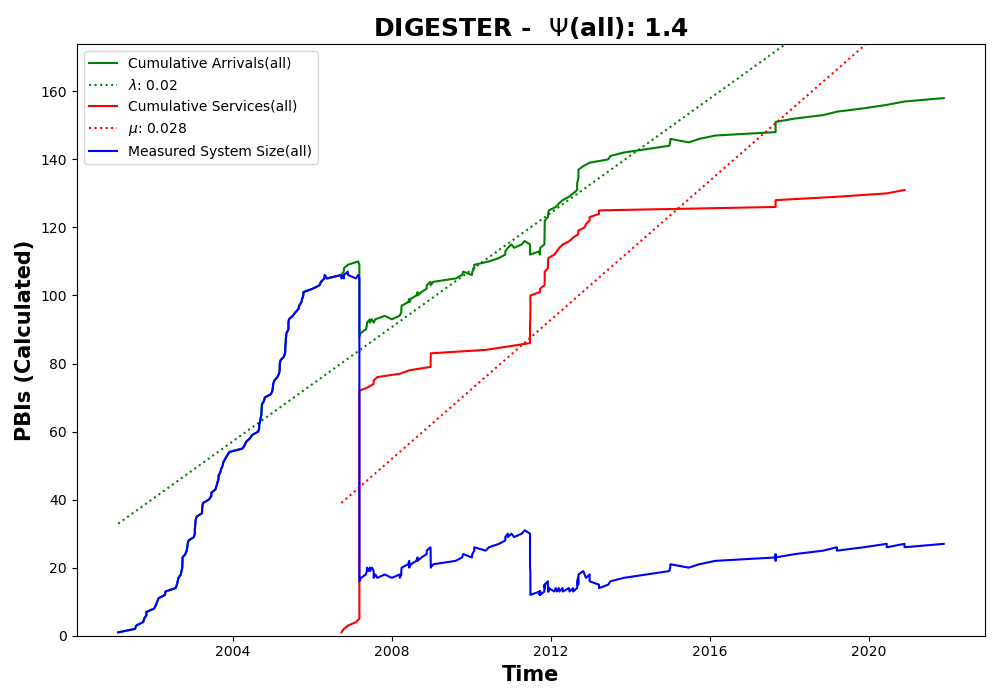 DIGESTER - Ψ(all): 1.4
Cumulative Arrivals(all)
λ: 0.02
Cumulative Services(all)
μ: 0.028
Measured System Size(all)
PBIs (Calculated)
160
140
120
100
80
60
40
20
0
2004 2008 2012 2016 2020
Time